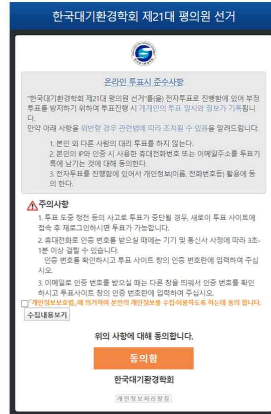 한국대기환경학회 제21대 평의원 선거
온라인 투표시 준수사항
"한국대기환경학회 제21대 평의원 선거"를(을) 전자투표로 진행함에 있어 부정
투표를 방지하기 위하여 투표진행 시 개개인의 투표 일시와 정보가 기록됩니
다.
만약 아래 사항을 위반할 경우 관련법에 따라 조치될 수 있음을 알려드립니다.
1. 본인 외 다른 사람의 대리 투표를 하지 않는다.
2. 본인의 IP와 인증 시 사용한 휴대전화번호 또는 이메일주소를 투표기
록에 남기는 것에 대해 동의한다.
3. 전자투표를 진행함에 있어서 개인정보(이름, 전화번호등) 활용에 동
의 한다.
주의사항
1. 투표 도중 정전 등의 사고로 투표가 중단될 경우, 새로이 투표 사이트에
접속 후 재로그인하시면 투표가 가능합니다.
2. 휴대전화로 인증 번호를 받으실 때에는 기기 및 통신사 사정에 따라 3초-
1분 이상 걸릴 수 있습니다.
인증 번호를 확인하시고 투표 사이트 창의 인증 번호란에 입력하여 주십
시오.
3. 이메일로 인증 번호를 받으실 때는 다른 창을 띄워서 인증 번호를 확인
하시고 투표사이트 창의 인증 번호란에 입력하여 주십시오.
"개인정보보호법"에 의거하여 본인의 개인정보를 수집·이용하도록 하는데 동의 합니다.
수집내용보기
위의 사항에 대해 동의합니다.
동의함
한국대기환경학회
개인정보처리방침